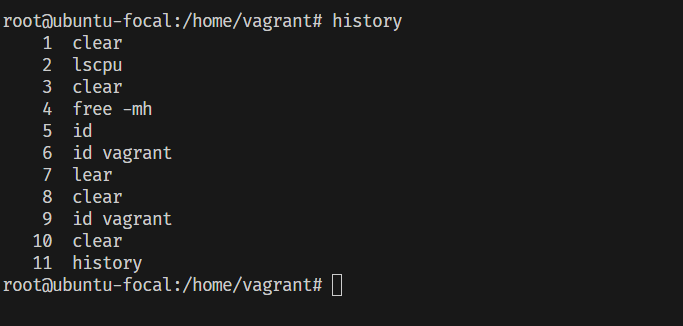 root@ubuntu-focal:/home/vagrant# history
1 clear
2 lscpu
3 clear
4 free -mh
5 id
6 id vagrant
7 lear
8 clear
9 id vagrant
10 clear
11 history
root@ubuntu-focal:/home/vagrant#